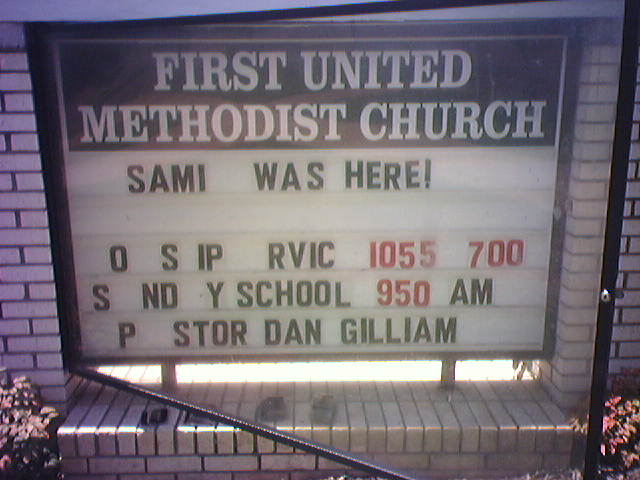 FIRST UNITED
METHODIST CHURCH
SAMI WAS HERE!
O S IP RVIC 1055 700
S ND Y SCHOOL 950 AM
P STOR DAN GILLIAM